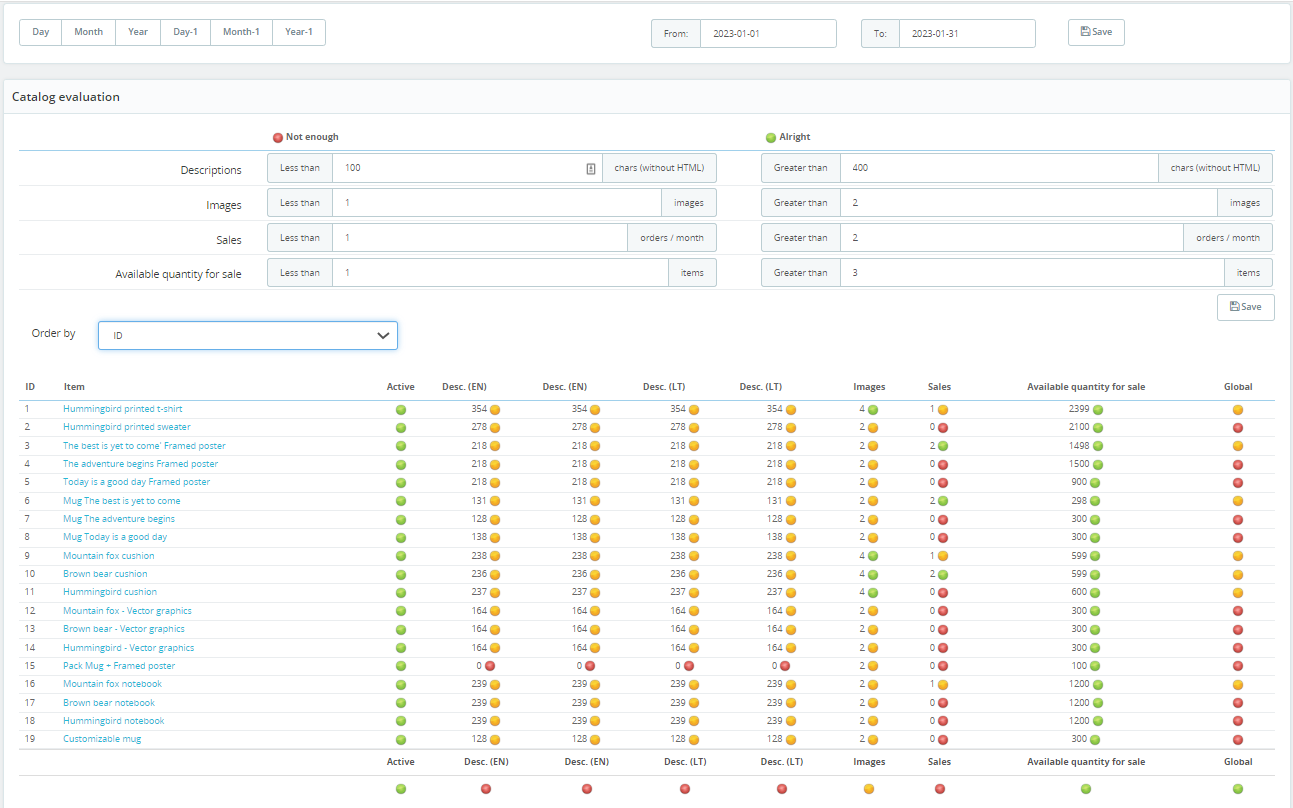 Day Month Year Day-1 Month-1 Year-1 From: 2023-01-01 To: 2023-01-31 Save
Catalog evaluation
Not enough Alright
Descriptions Less than 100 chars (without HTML) Greater than 400 chars (without HTML)
Images Less than 1 images Greater than 2 images
Sales Less than 1 orders / month Greater than 2 orders / month
Available quantity for sale Less than 1 items Greater than 3 items
Save
Order by ID
ID Item Active Desc. (EN) Desc. (EN) Desc. (LT) Desc. (LT) Images Sales Available quantity for sale Global
1 Hummingbird printed t-shirt 354 354 354 354 4 1 2399
2 Hummingbird printed sweater 278 278 278 278 2 0 2100
3 The best is yet to come' Framed poster 218 218 218 218 2 2 1498
4 The adventure begins Framed poster 218 218 218 218 2 0 1500
5 Today is a good day Framed poster 218 218 218 218 2 0 900
6 Mug The best is yet to come 131 131 131 131 2 2 298
7 Mug The adventure begins 128 128 128 128 2 0 300
8 Mug Today is a good day 138 138 138 138 2 0 300
9 Mountain fox cushion 238 238 238 238 4 1 599
10 Brown bear cushion 236 236 236 236 4 2 599
11 Hummingbird cushion 237 237 237 237 4 0 600
12 Mountain fox - Vector graphics 164 164 164 164 2 0 300
13 Brown bear - Vector graphics 164 164 164 164 2 0 300
14 Hummingbird - Vector graphics 164 164 164 164 2 0 300
15 Pack Mug + Framed poster 0 0 0 0 2 0 100
16 Mountain fox notebook 239 239 239 239 2 1 1200
17 Brown bear notebook 239 239 239 239 2 0 1200
18 Hummingbird notebook 239 239 239 239 2 0 1200
19 Customizable mug 128 128 128 128 2 0 300
Active Desc. (EN) Desc. (EN) Desc. (LT) Desc. (LT) Images Sales Available quantity for sale Global